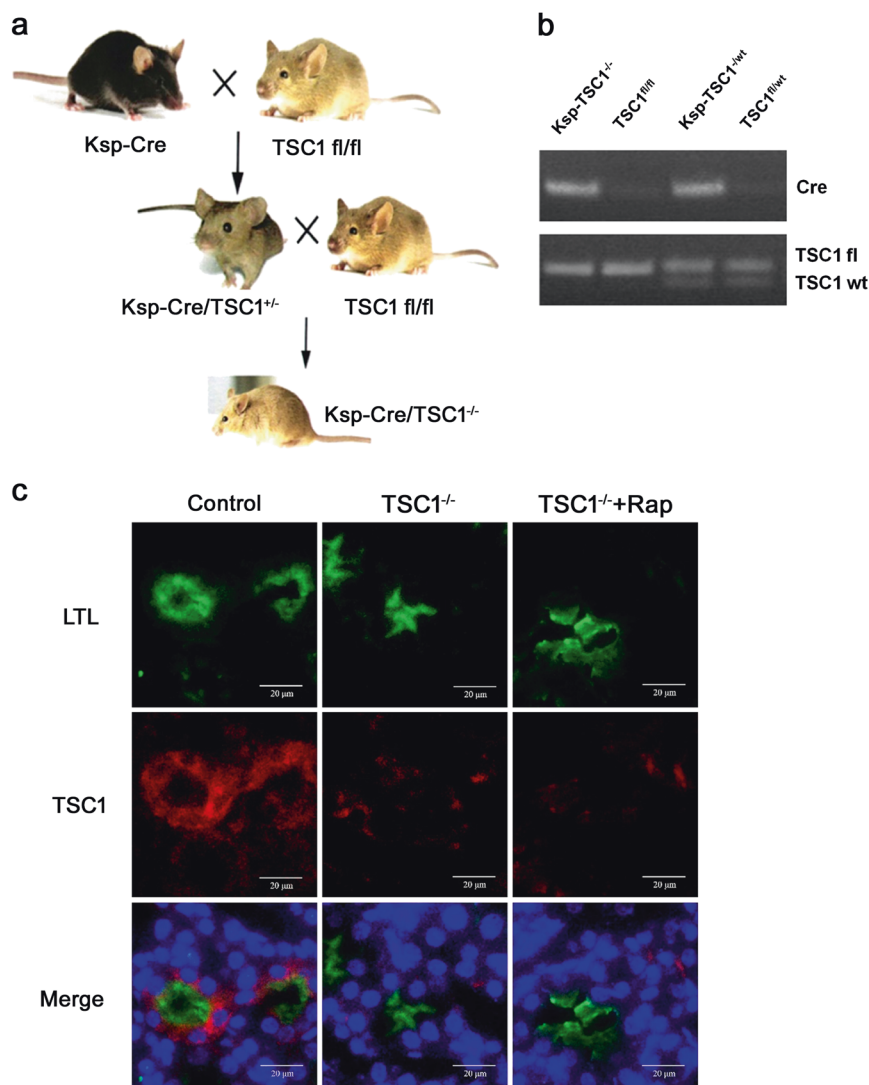 a
Ksp-Cre
TSC1 fl/fl
Ksp-Cre/TSC1+/-
TSC1 fl/fl
Ksp-Cre/TSC1-/-
b
Ksp-TSC1-/-
TSC1fl/fl
Ksp-TSC1-/wt
TSC1fl/wt
Cre
TSC1 fl
TSC1 wt
c
Control
TSC1-/-
TSC1-/-+Rap
LTL
20 μm
20 μm
20 μm
TSC1
20 μm
20 μm
20 μm
Merge
20 μm
20 μm
20 μm